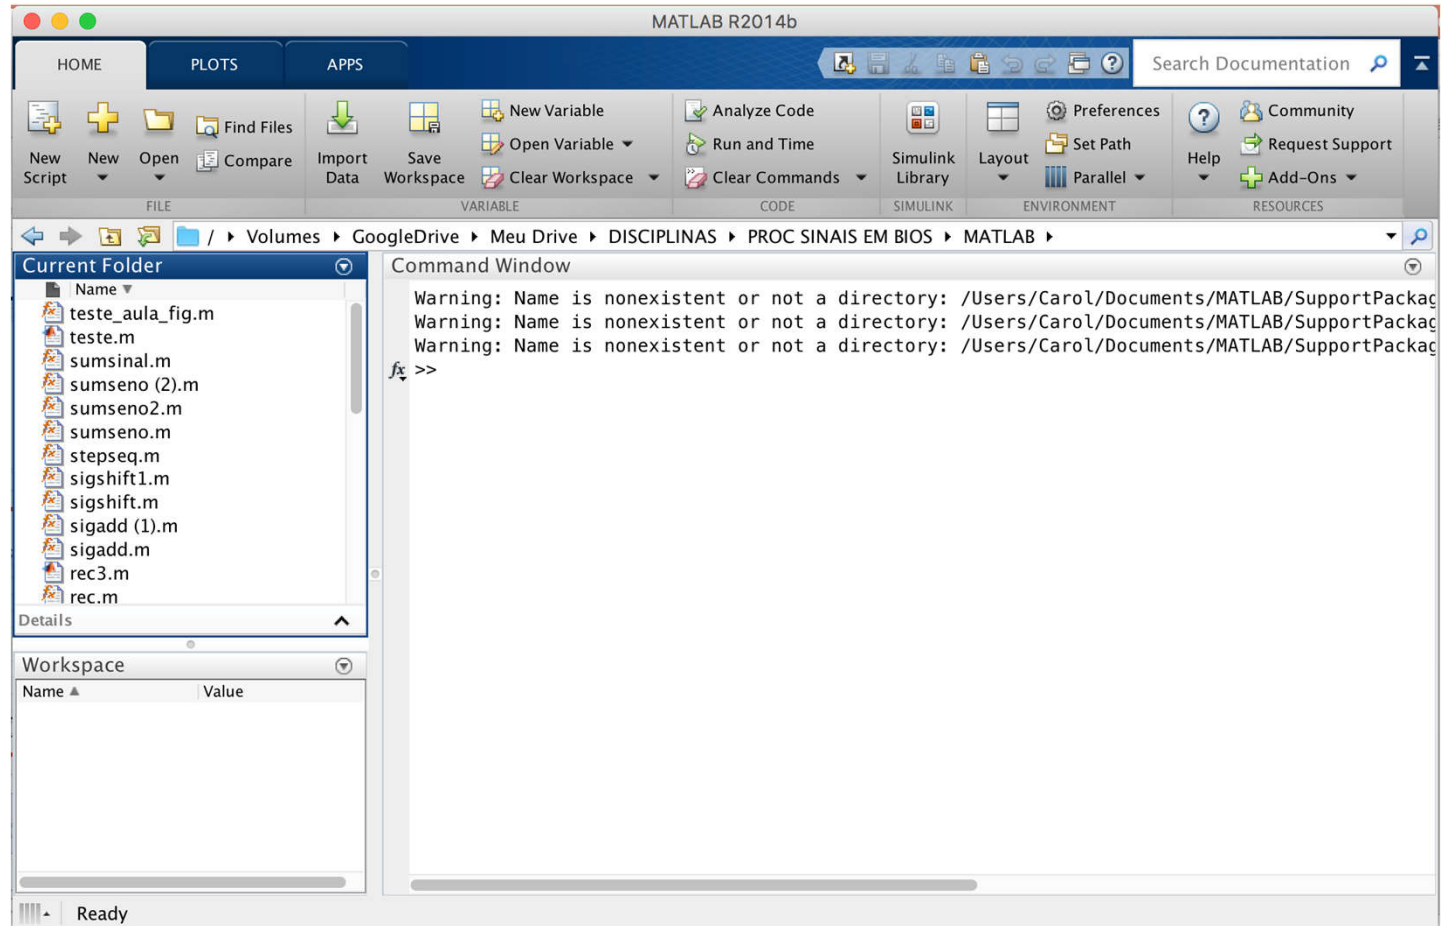 MATLAB R2014b
HOME PLOTS APPS
Search Documentation
New Script
New
Open
Find Files
Compare
Import Data
Save Workspace
New Variable
Open Variable
Clear Workspace
Analyze Code
Run and Time
Clear Commands
Simulink Library
Layout
Preferences
Set Path
Parallel
Help
Community
Request Support
Add-Ons
FILE VARIABLE CODE SIMULINK ENVIRONMENT RESOURCES
/ Volumes GoogleDrive Meu Drive DISCIPLINAS PROC SINAIS EM BIOS MATLAB
Current Folder
Name
teste_aula_fig.m
teste.m
sumsinal.m
sumseno (2).m
sumseno2.m
sumseno.m
stepseq.m
sigshift1.m
sigshift.m
sigadd (1).m
sigadd.m
rec3.m
rec.m
Details
Workspace
Name Value
Command Window
Warning: Name is nonexistent or not a directory: /Users/Carol/Documents/MATLAB/SupportPackag
Warning: Name is nonexistent or not a directory: /Users/Carol/Documents/MATLAB/SupportPackag
Warning: Name is nonexistent or not a directory: /Users/Carol/Documents/MATLAB/SupportPackag
fx >>
Ready